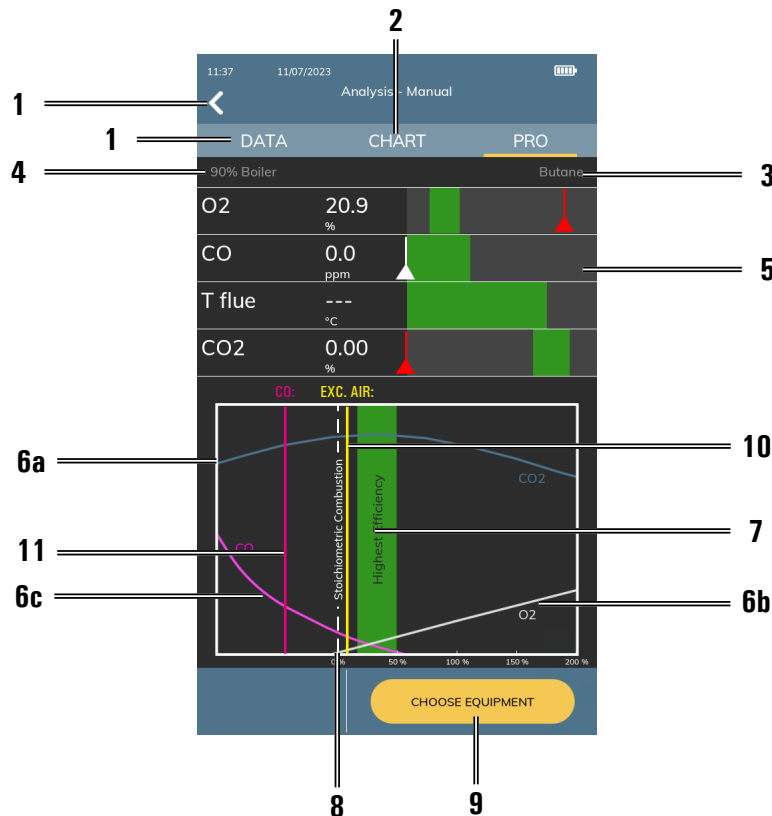 2
11:37 11/07/2023
Analysis - Manual
1
1 DATA CHART PRO
4 90% Boiler Butane 3
O2 20.9
%
CO 0.0
ppm
5
T flue ---
°C
CO2 0.00
%
CO: EXC. AIR:
6a
10
CO2
Stoichiometric Combustion
Highest Efficiency
7
11
CO
6c
6b
O2
0 % 50 % 100 % 150 % 200 %
CHOOSE EQUIPMENT
8 9